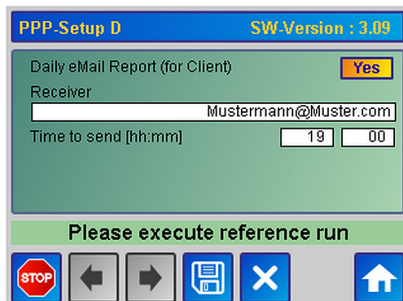 PPP-Setup D SW-Version : 3.09
Daily eMail Report (for Client) Yes
Receiver
Mustermann@Muster.com
Time to send [hh:mm] 19 00
Please execute reference run
STOP